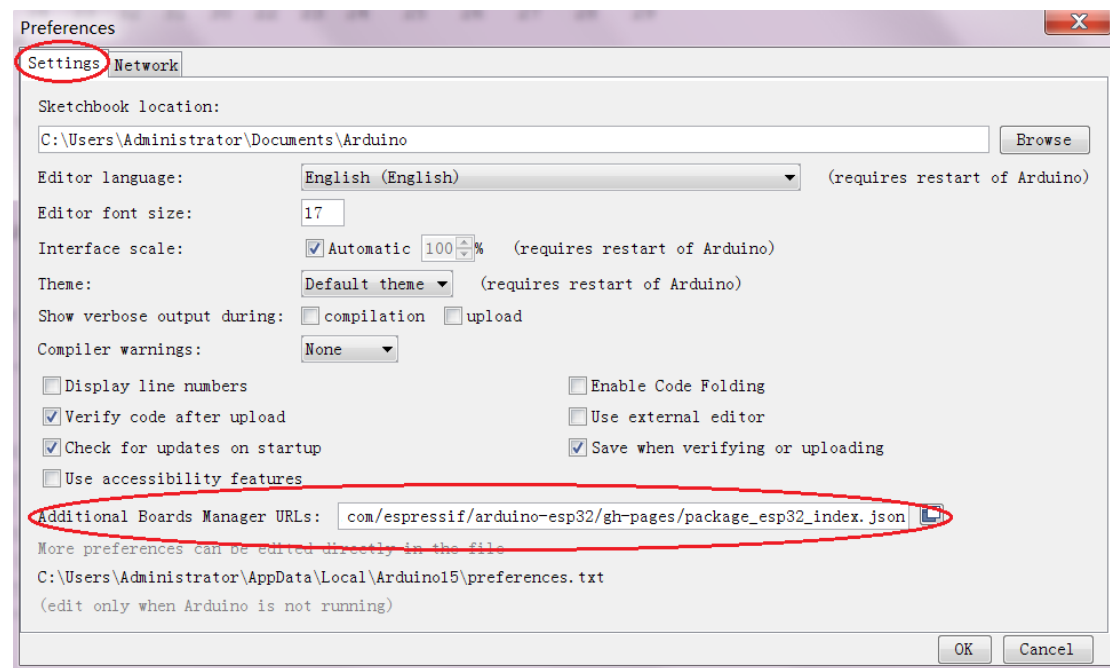 Preferences
Settings Network
Sketchbook location:
C:\Users\Administrator\Documents\Arduino Browse
Editor language: English (English) (requires restart of Arduino)
Editor font size: 17
Interface scale: Automatic 100 % (requires restart of Arduino)
Theme: Default theme (requires restart of Arduino)
Show verbose output during: compilation upload
Compiler warnings: None
Display line numbers Enable Code Folding
Verify code after upload Use external editor
Check for updates on startup Save when verifying or uploading
Use accessibility features
Additional Boards Manager URLs: com/espressif/arduino-esp32/gh-pages/package_esp32_index.json
More preferences can be edited directly in the file
C:\Users\Administrator\AppData\Local\Arduino15\preferences.txt
(edit only when Arduino is not running)
OK Cancel